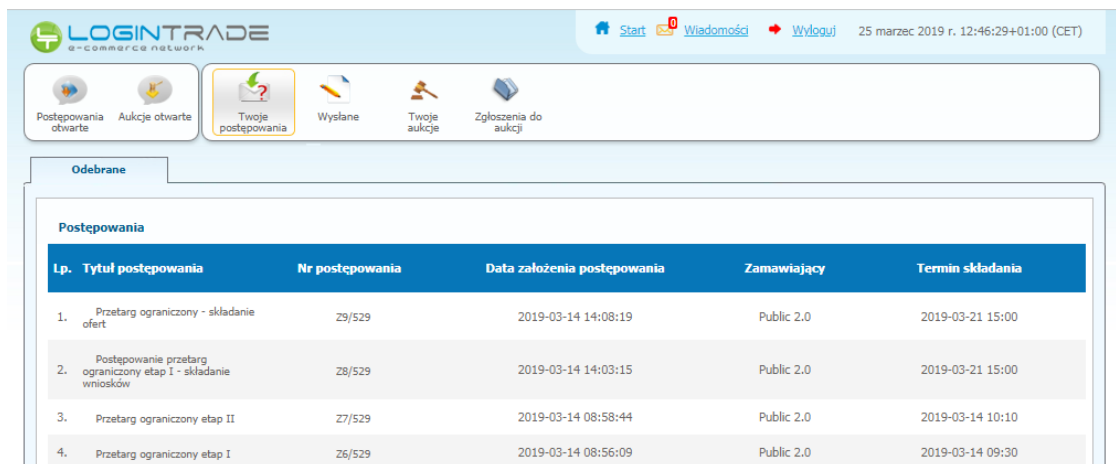 LOGINTRADE
e-commerce network
Start 0 Wiadomości Wyloguj 25 marzec 2019 r. 12:46:29+01:00 (CET)
Postępowania otwarte
Aukcje otwarte
Twoje postępowania
Wysłane
Twoje aukcje
Zgłoszenia do aukcji
Odebrane
Postępowania
Lp. Tytuł postępowania Nr postępowania Data założenia postępowania Zamawiający Termin składania
1. Przetarg ograniczony - składanie ofert Z9/529 2019-03-14 14:08:19 Public 2.0 2019-03-21 15:00
2. Postępowanie przetarg ograniczony etap I - składanie wniosków Z8/529 2019-03-14 14:03:15 Public 2.0 2019-03-21 15:00
3. Przetarg ograniczony etap II Z7/529 2019-03-14 08:58:44 Public 2.0 2019-03-14 10:10
4. Przetarg ograniczony etap I Z6/529 2019-03-14 08:56:09 Public 2.0 2019-03-14 09:30